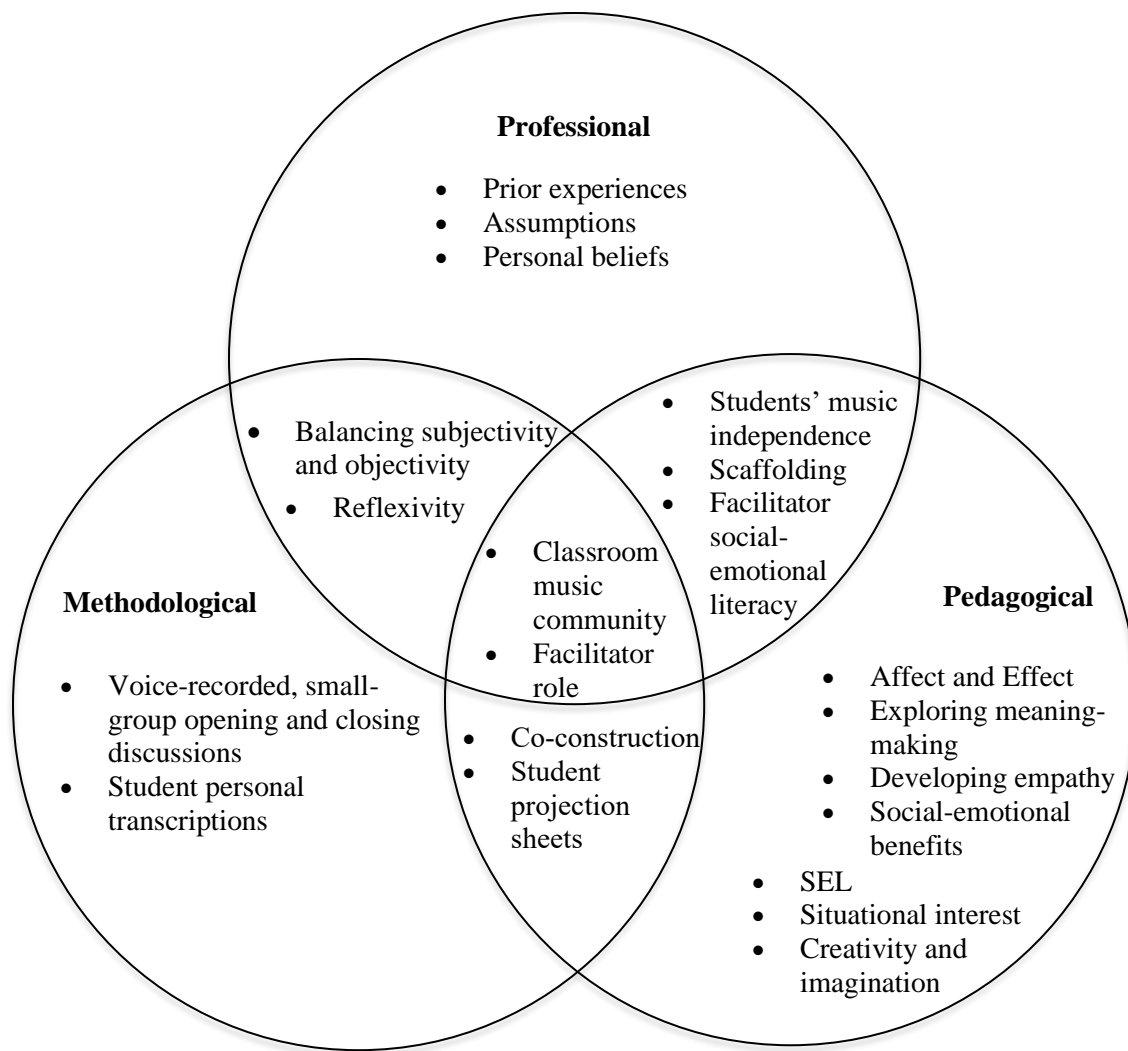 Professional
• Prior experiences
• Assumptions
• Personal beliefs
• Balancing subjectivity
and objectivity
• Reflexivity
• Students’ music
independence
• Scaffolding
• Facilitator
social-
emotional
literacy
• Classroom
music
community
• Facilitator
role
Methodological
• Voice-recorded, small-
group opening and closing
discussions
• Student personal
transcriptions
• Co-construction
• Student
projection
sheets
Pedagogical
• Affect and Effect
• Exploring meaning-
making
• Developing empathy
• Social-emotional
benefits
• SEL
• Situational interest
• Creativity and
imagination